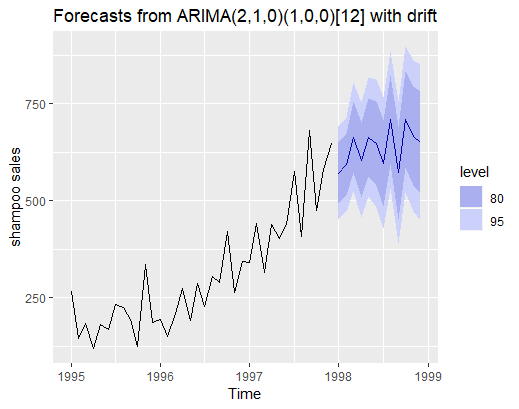 Forecasts from ARIMA(2,1,0)(1,0,0)[12] with drift
shampoo sales
750
500
250
1995
1996
1997
1998
1999
Time
level
80
95